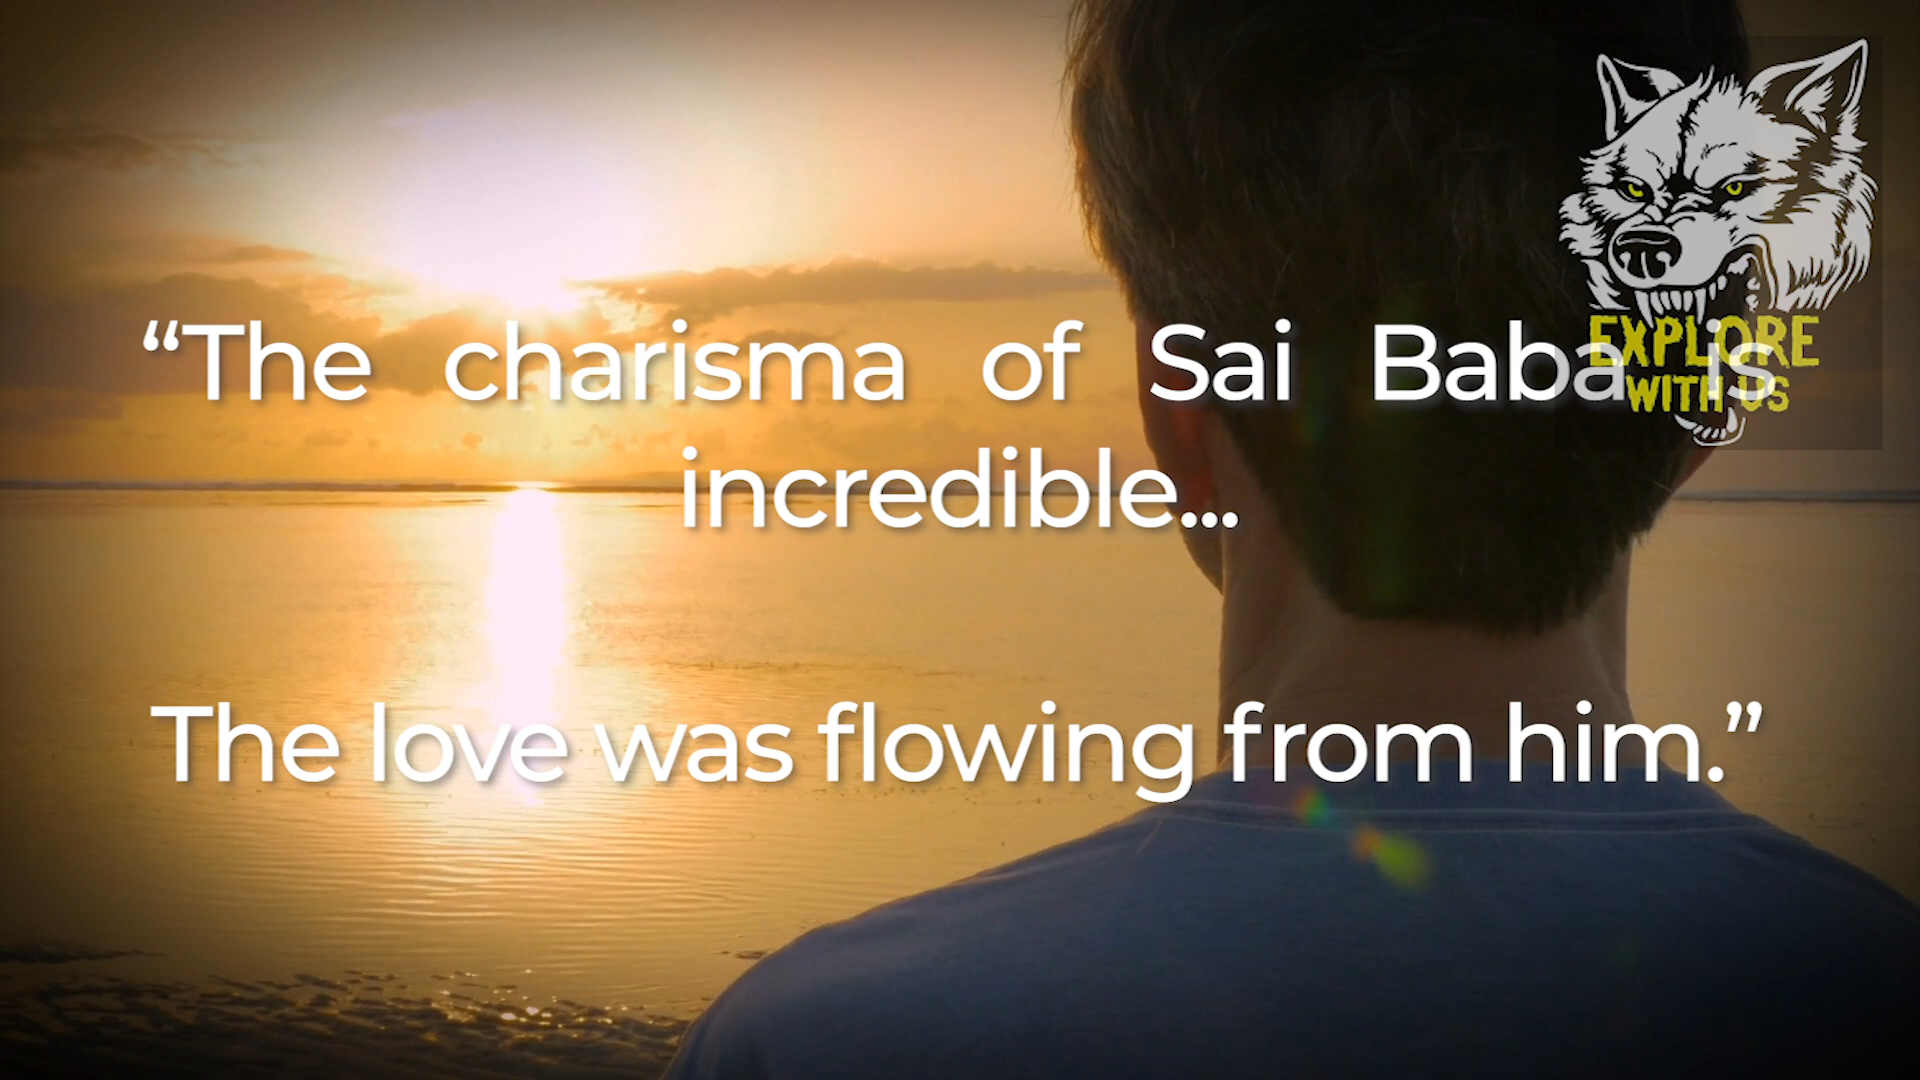 “The charisma of Sai Baba is
incredible...
The love was flowing from him.”
EXPLORE
WITH US